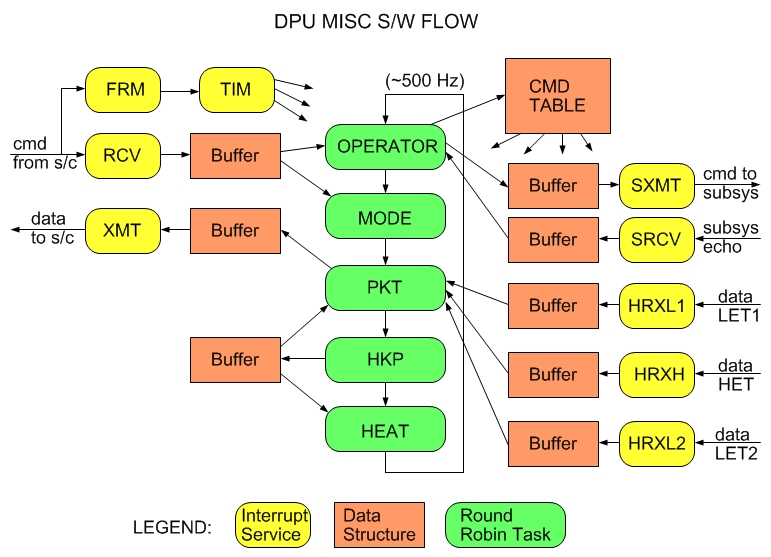 DPU MISC S/W FLOW
(~500 Hz)
FRM
TIM
CMD
TABLE
cmd
from s/c
RCV
Buffer
OPERATOR
Buffer
SXMT
cmd to
subsys
data
to s/c
XMT
Buffer
MODE
Buffer
SRCV
subsys
echo
PKT
Buffer
HRXL1
data
LET1
Buffer
HKP
Buffer
HRXH
data
HET
HEAT
Buffer
HRXL2
data
LET2
LEGEND:
Interrupt
Service
Data
Structure
Round
Robin Task